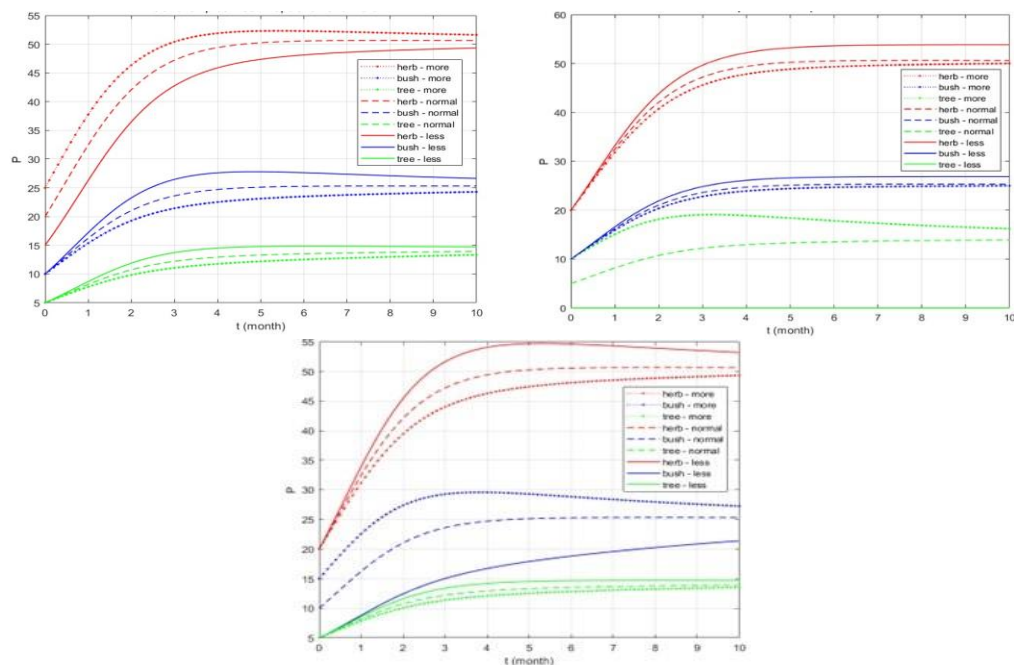 55
50
45
40
35
30
25
20
15
10
5
P
herb - more
bush - more
tree - more
herb - normal
bush - normal
tree - normal
herb - less
bush - less
tree - less
0 1 2 3 4 5 6 7 8 9 10
t (month)
60
50
40
30
20
10
0
P
herb - more
bush - more
tree - more
herb - normal
bush - normal
tree - normal
herb - less
bush - less
tree - less
0 1 2 3 4 5 6 7 8 9 10
t (month)
55
50
45
40
35
30
25
20
15
10
5
P
herb - more
bush - more
tree - more
herb - normal
bush - normal
tree - normal
herb - less
bush - less
tree - less
0 1 2 3 4 5 6 7 8 9 10
t (month)